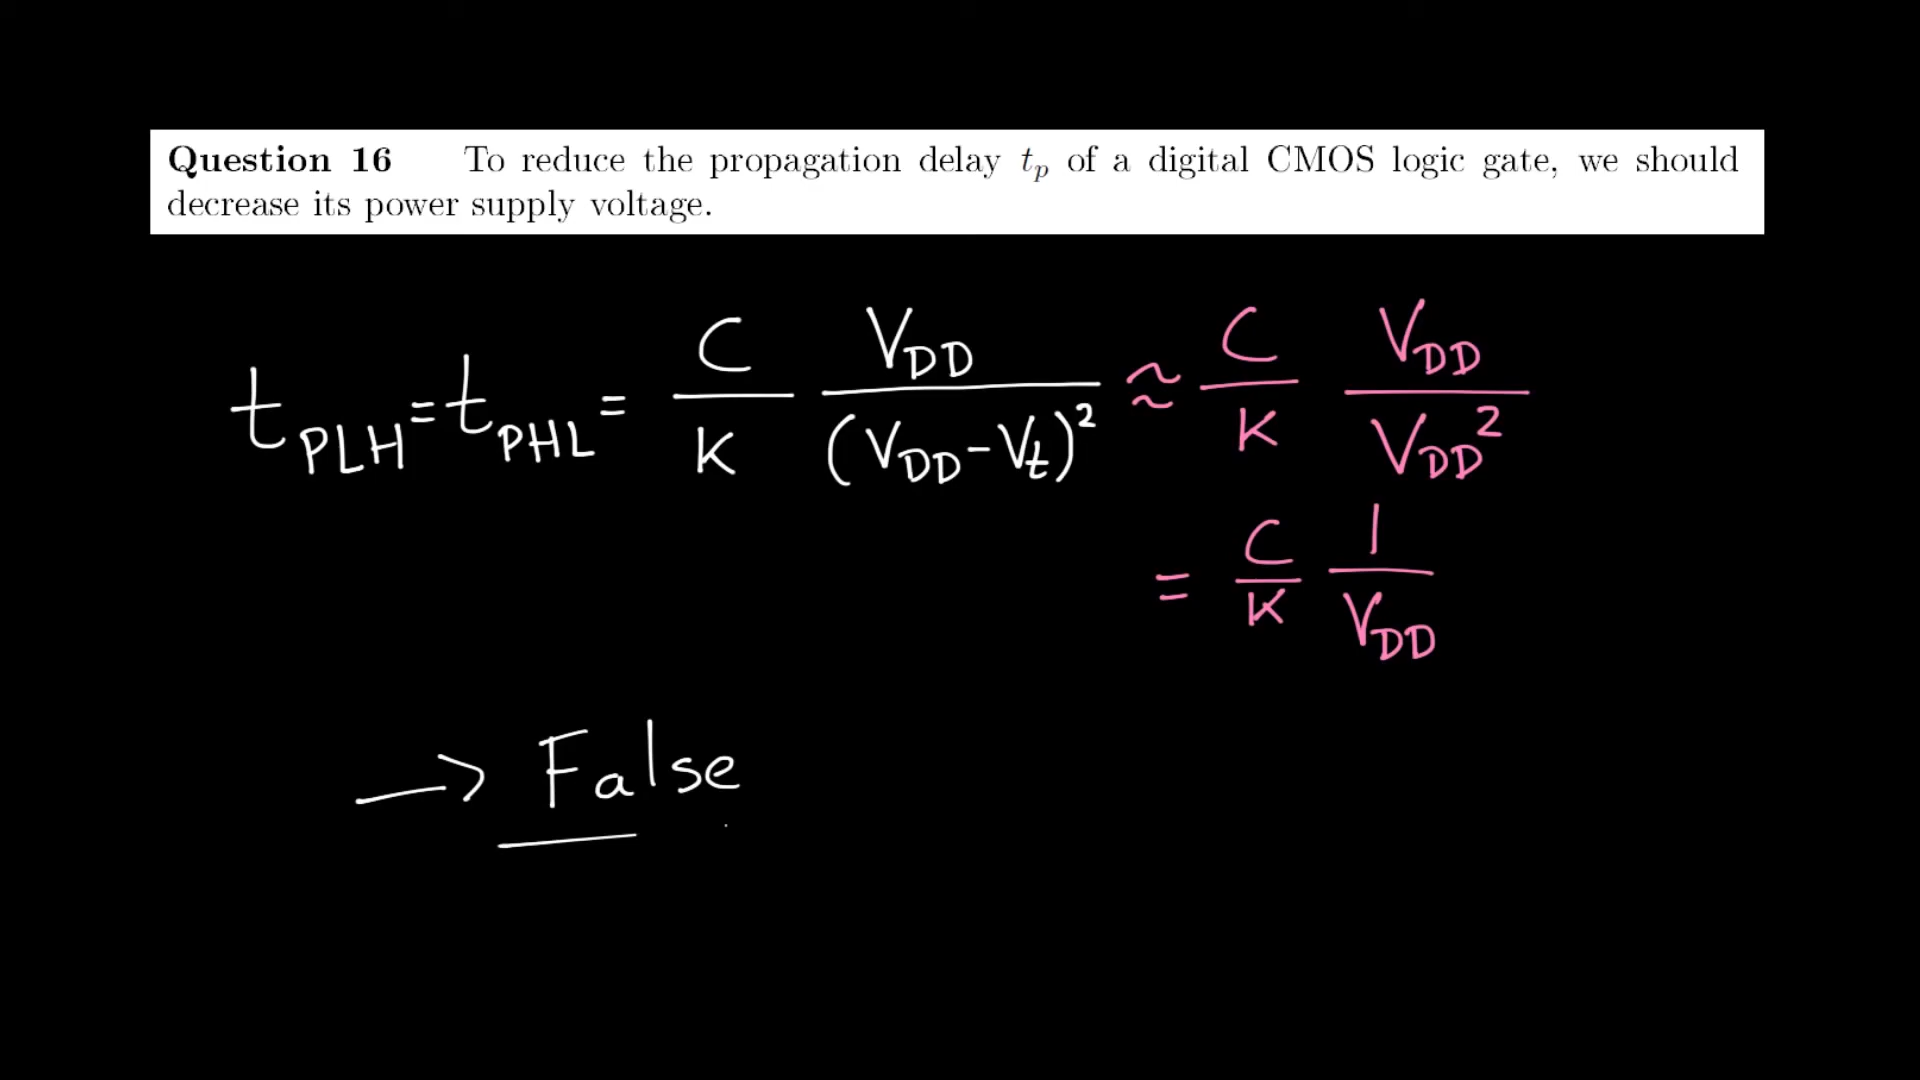 Question 16 To reduce the propagation delay tₚ of a digital CMOS logic gate, we should
decrease its power supply voltage.
t_PLH = t_PHL = C/K V_DD/(V_DD - V_t)² ≈ C/K V_DD/V_DD²
= C/K 1/V_DD
→ False